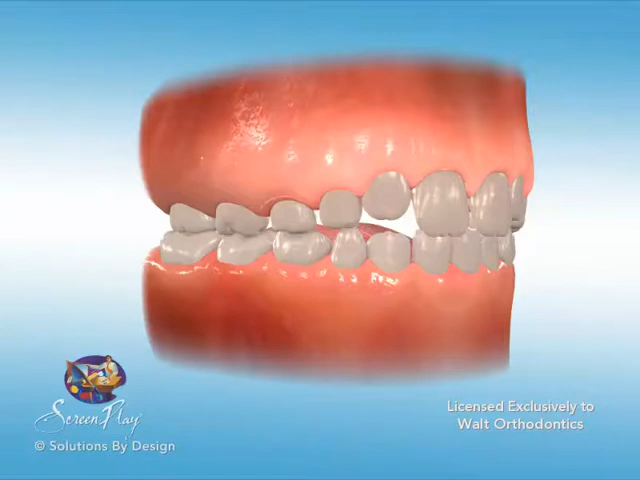 ScreenPlay
© Solutions By Design
Licensed Exclusively to
Walt Orthodontics